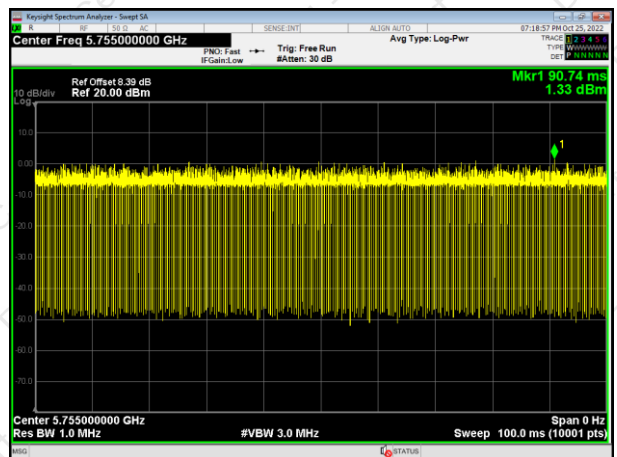 Keysight Spectrum Analyzer - Swept SA
R RF 50 Ω AC SENSE:INT ALIGN AUTO 07:18:57 PM Oct 25, 2022
Center Freq 5.755000000 GHz
PNO: Fast
IFGain:Low
Trig: Free Run
#Atten: 30 dB
Avg Type: Log-Pwr
TRACE 1 2 3 4 5 6
TYPE WWWWWW
DET P N N N N N
Mkr1 90.74 ms
1.33 dBm
Ref Offset 8.39 dB
10 dB/div Ref 20.00 dBm
Log
10.0
0.00
-10.0
-20.0
-30.0
-40.0
-50.0
-60.0
-70.0
1
Center 5.755000000 GHz Span 0 Hz
Res BW 1.0 MHz #VBW 3.0 MHz Sweep 100.0 ms (10001 pts)
MSG STATUS